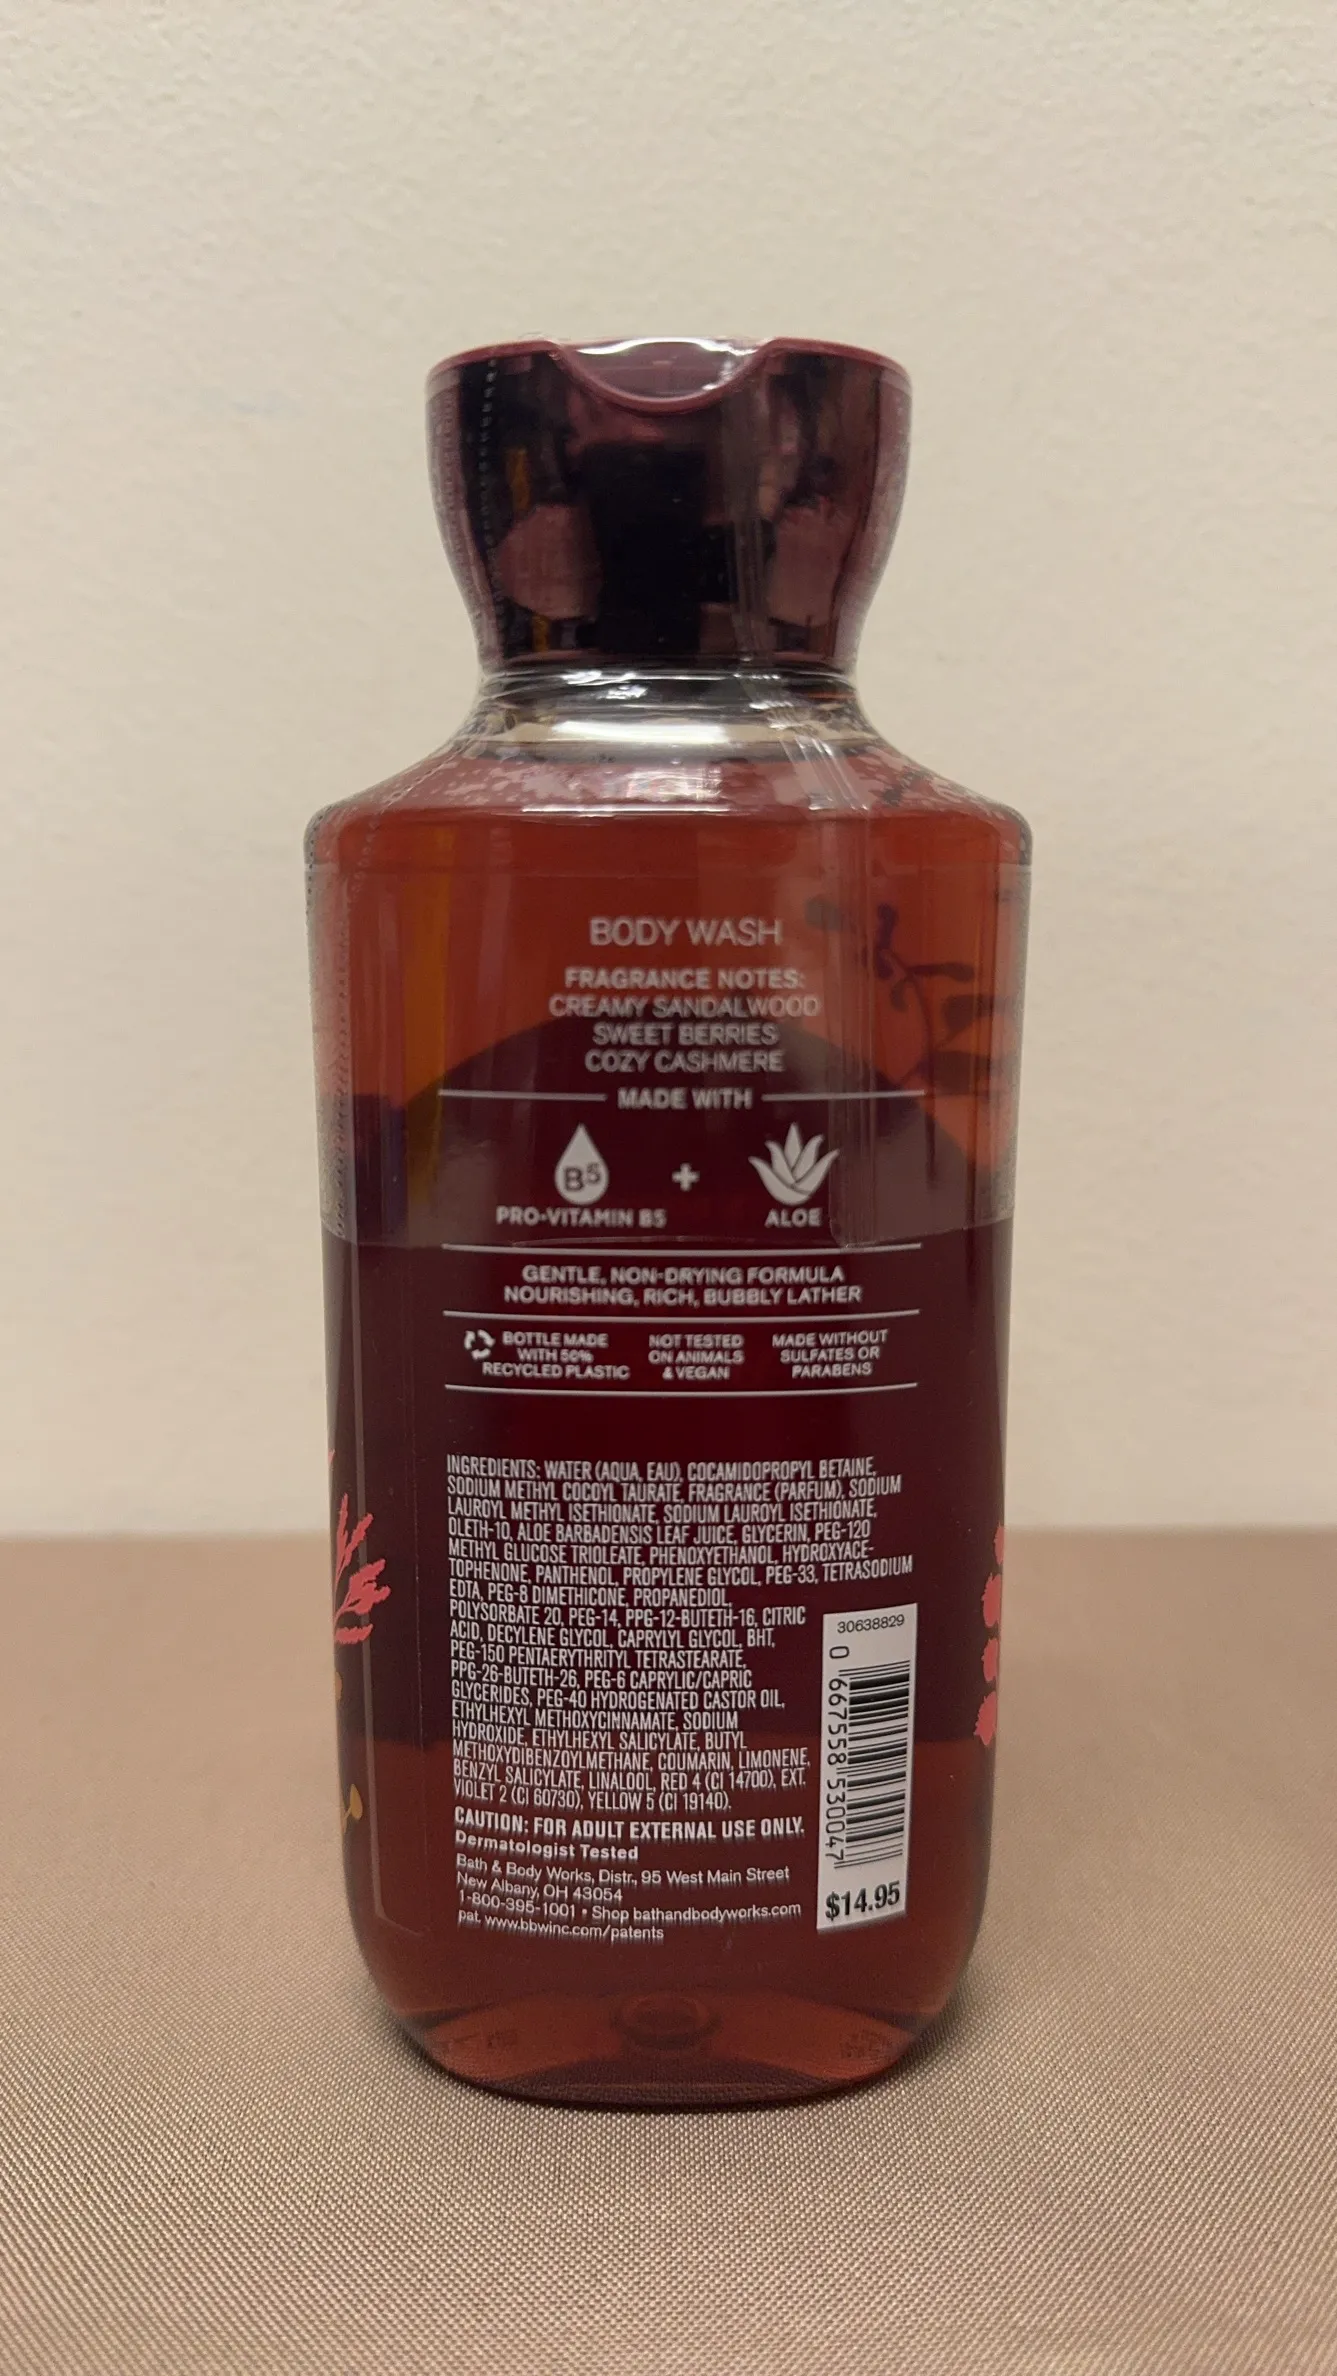 BODY WASH
FRAGRANCE NOTES:
CREAMY SANDALWOOD
SWEET BERRIES
COZY CASHMERE
MADE WITH
B5
+
PRO-VITAMIN B5
ALOE
GENTLE, NON-DRYING FORMULA
NOURISHING, RICH, BUBBLY LATHER
BOTTLE MADE
WITH 50%
RECYCLED PLASTIC
NOT TESTED
ON ANIMALS
& VEGAN
MADE WITHOUT
SULFATES OR
PARABENS
INGREDIENTS: WATER (AQUA, EAU), COCAMIDOPROPYL BETAINE,
SODIUM METHYL COCOYL TAURATE, FRAGRANCE (PARFUM), SODIUM
LAUROYL METHYL ISETHIONATE, SODIUM LAUROYL ISETHIONATE,
OLETH-10, ALOE BARBADENSIS LEAF JUICE, GLYCERIN, PEG-120
METHYL GLUCOSE TRIOLEATE, PHENOXYETHANOL, HYDROXYACE-
TOPHENONE, PANTHENOL, PROPYLENE GLYCOL, PEG-33, TETRASODIUM
EDTA, PEG-8 DIMETHICONE, PROPANEDIOL,
POLYSORBATE 20, PEG-14, PPG-12-BUTETH-16, CITRIC
ACID, DECYLENE GLYCOL, CAPRYLYL GLYCOL, BHT,
PEG-150 PENTAERYTHRITYL TETRASTEARATE,
PPG-26-BUTETH-26, PEG-6 CAPRYLIC/CAPRIC
GLYCERIDES, PEG-40 HYDROGENATED CASTOR OIL,
ETHYLHEXYL METHOXYCINNAMATE, SODIUM
HYDROXIDE, ETHYLHEXYL SALICYLATE, BUTYL
METHOXYDIBENZOYLMETHANE, COUMARIN, LIMONENE,
BENZYL SALICYLATE, LINALOOL, RED 4 (CI 14700), EXT.
VIOLET 2 (CI 60730), YELLOW 5 (CI 19140).
CAUTION: FOR ADULT EXTERNAL USE ONLY.
Dermatologist Tested
Bath & Body Works, Distr., 95 West Main Street
New Albany, OH 43054
1-800-395-1001 • Shop bathandbodyworks.com
pat. www.bbwinc.com/patents
30638829
0 667558 530047
$14.95